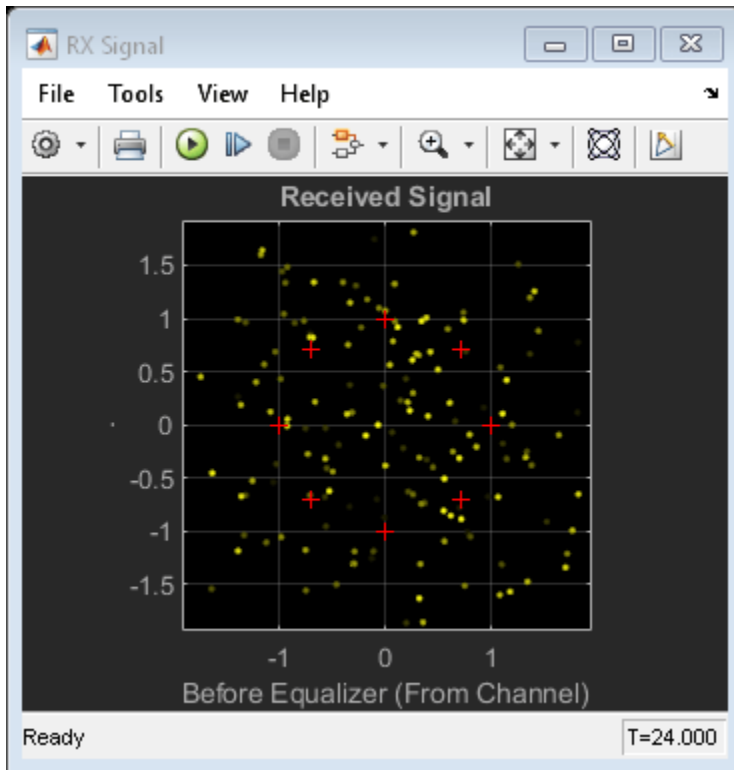 RX Signal
File Tools View Help
Received Signal
1.5
1
0.5
0
-0.5
-1
-1.5
-1 0 1
Before Equalizer (From Channel)
Ready T=24.000